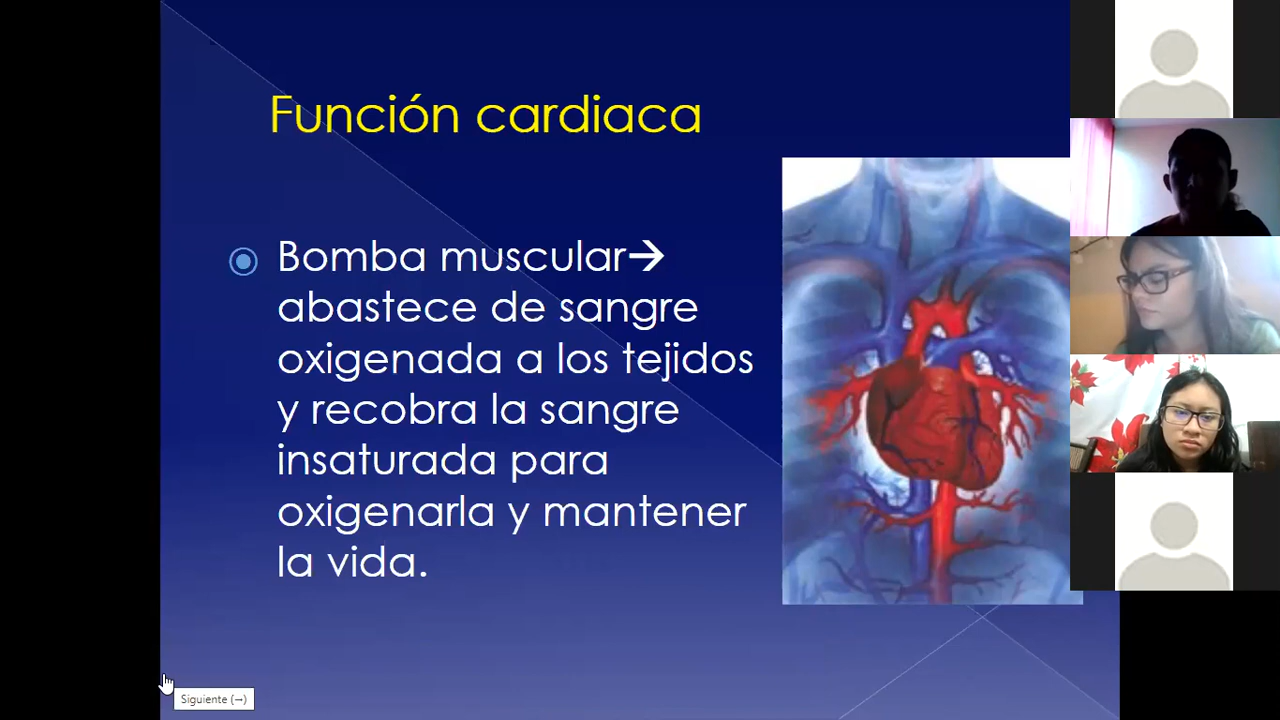 Función cardiaca
Bomba muscular→
abastece de sangre
oxigenada a los tejidos
y recobra la sangre
insaturada para
oxigenarla y mantener
la vida.
Siguiente (→)